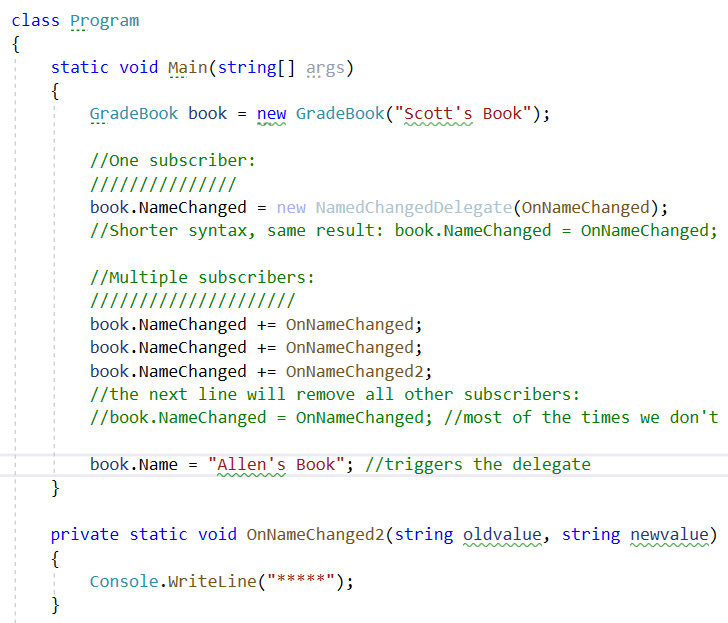 class Program
{
static void Main(string[] args)
{
GradeBook book = new GradeBook("Scott's Book");
//One subscriber:
///////////////
book.NameChanged = new NamedChangedDelegate(OnNameChanged);
//Shorter syntax, same result: book.NameChanged = OnNameChanged;
//Multiple subscribers:
/////////////////////
book.NameChanged += OnNameChanged;
book.NameChanged += OnNameChanged;
book.NameChanged += OnNameChanged2;
//the next line will remove all other subscribers:
//book.NameChanged = OnNameChanged; //most of the times we don't
book.Name = "Allen's Book"; //triggers the delegate
}
private static void OnNameChanged2(string oldvalue, string newvalue)
{
Console.WriteLine("*****");
}